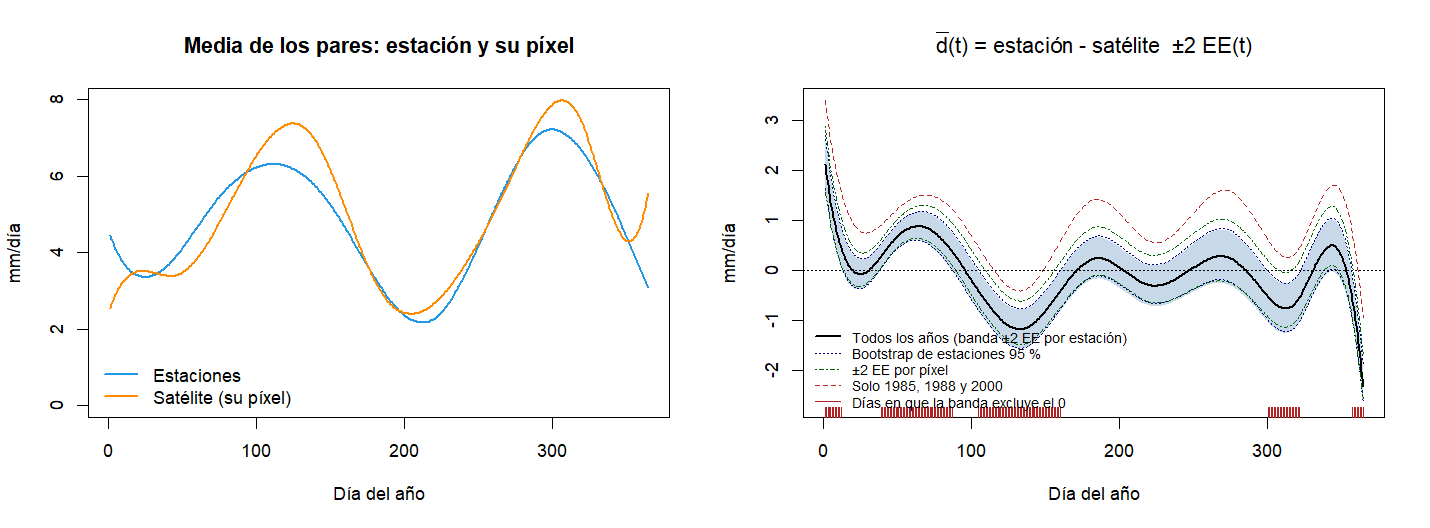 Media de los pares: estación y su píxel
mm/día
8
6
4
2
0
Estaciones
Satélite (su píxel)
0 100 200 300
Día del año
d̅(t) = estación - satélite ±2 EE(t)
mm/día
3
2
1
0
-1
-2
Todos los años (banda ±2 EE por estación)
Bootstrap de estaciones 95 %
±2 EE por píxel
Solo 1985, 1988 y 2000
Días en que la banda excluye el 0
0 100 200 300
Día del año